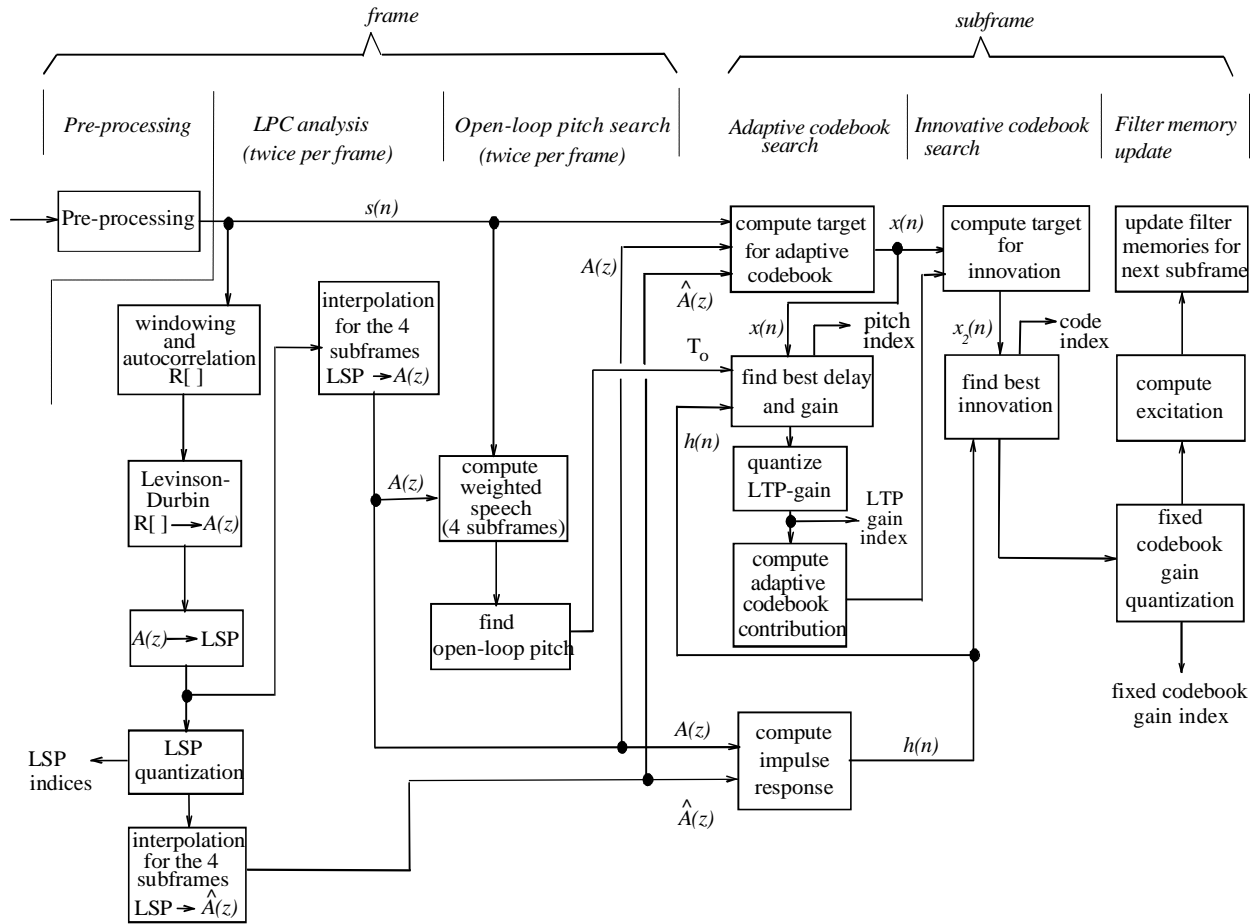 frame
subframe
Pre-processing
LPC analysis
(twice per frame)
Open-loop pitch search
(twice per frame)
Adaptive codebook
search
Innovative codebook
search
Filter memory
update
Pre-processing
s(n)
compute target
for adaptive
codebook
x(n)
compute target
for
innovation
update filter
memories for
next subframe
A(z)
Â(z)
windowing
and
autocorrelation
R[ ]
interpolation
for the 4
subframes
LSP → A(z)
x(n)
pitch
index
x₂(n)
code
index
T₀
find best delay
and gain
find best
innovation
compute
excitation
h(n)
Levinson-
Durbin
R[ ] → A(z)
A(z)
compute
weighted
speech
(4 subframes)
quantize
LTP-gain
LTP
gain
index
fixed
codebook
gain
quantization
compute
adaptive
codebook
contribution
A(z) → LSP
find
open-loop pitch
fixed codebook
gain index
LSP
indices
LSP
quantization
A(z)
compute
impulse
response
h(n)
Â(z)
interpolation
for the 4
subframes
LSP → Â(z)